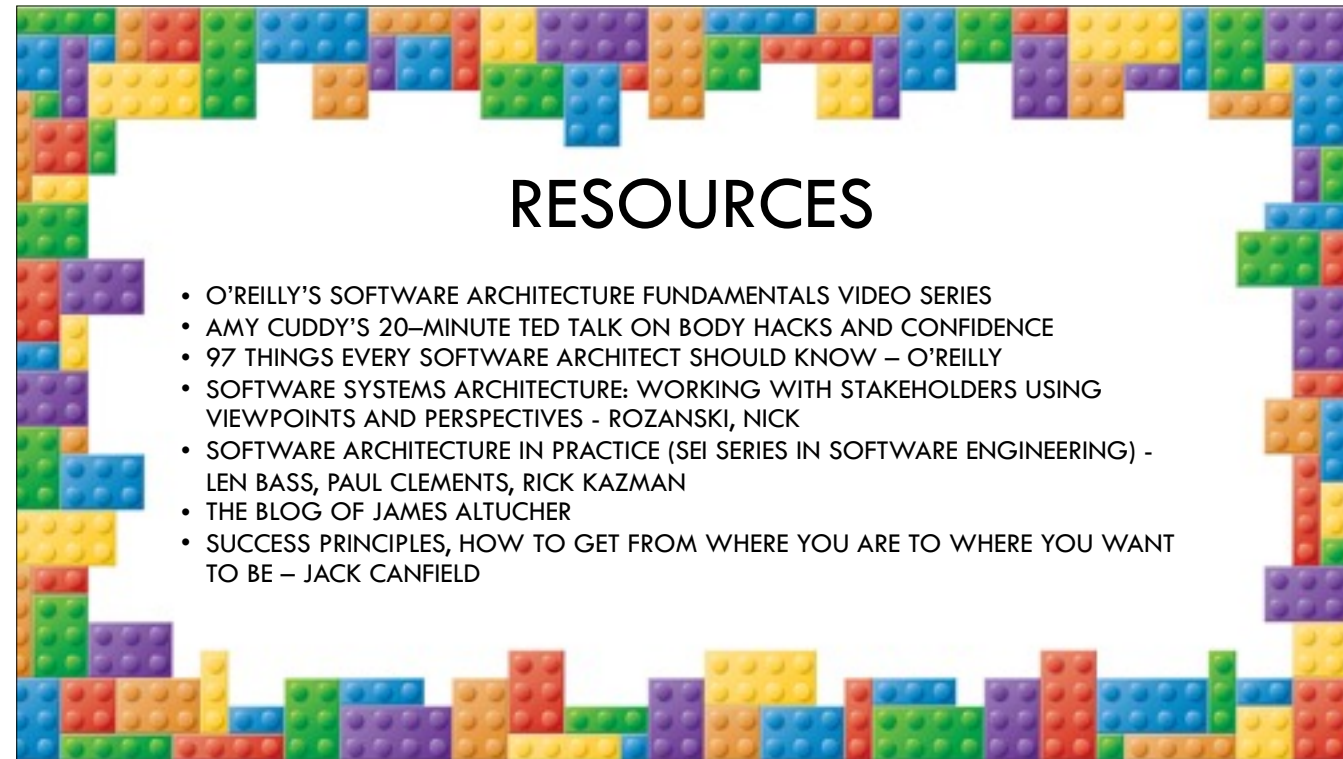 RESOURCES
• O’REILLY’S SOFTWARE ARCHITECTURE FUNDAMENTALS VIDEO SERIES
• AMY CUDDY’S 20–MINUTE TED TALK ON BODY HACKS AND CONFIDENCE
• 97 THINGS EVERY SOFTWARE ARCHITECT SHOULD KNOW – O’REILLY
• SOFTWARE SYSTEMS ARCHITECTURE: WORKING WITH STAKEHOLDERS USING
VIEWPOINTS AND PERSPECTIVES - ROZANSKI, NICK
• SOFTWARE ARCHITECTURE IN PRACTICE (SEI SERIES IN SOFTWARE ENGINEERING) -
LEN BASS, PAUL CLEMENTS, RICK KAZMAN
• THE BLOG OF JAMES ALTUCHER
• SUCCESS PRINCIPLES, HOW TO GET FROM WHERE YOU ARE TO WHERE YOU WANT
TO BE – JACK CANFIELD